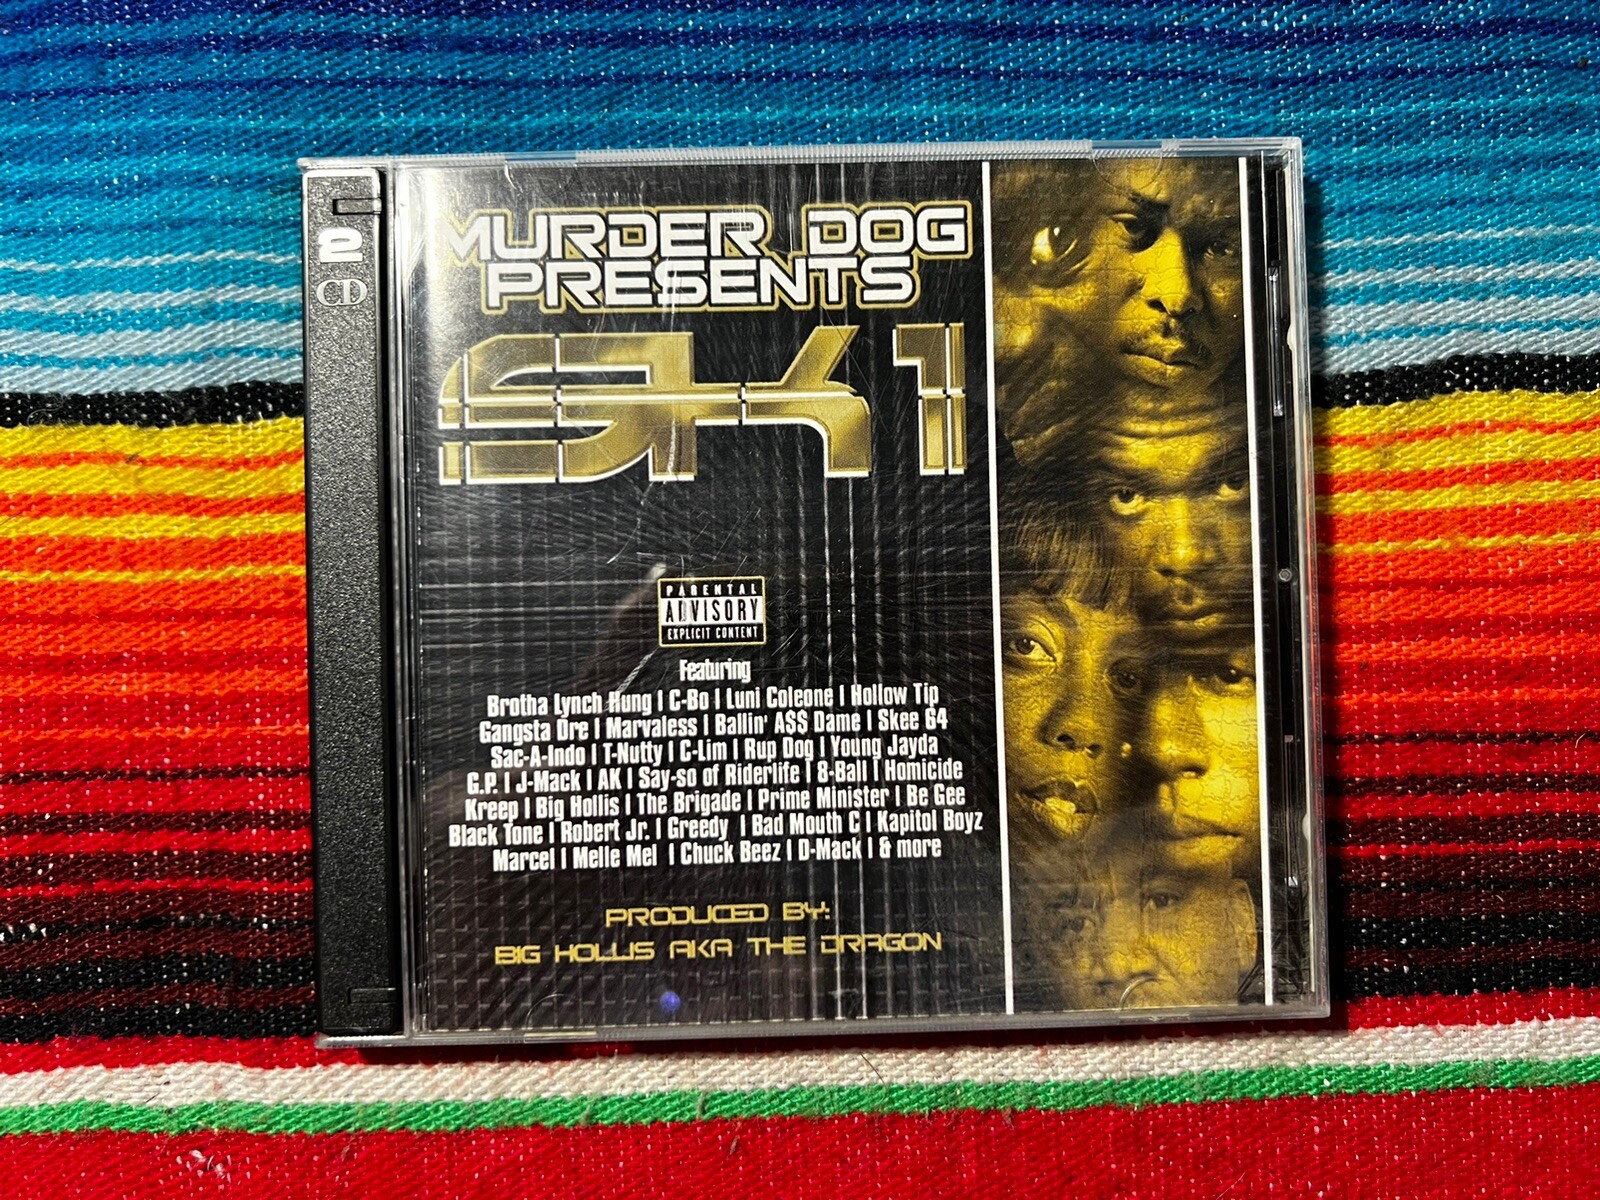 2
CD
MURDER DOG
PRESENTS
SK1
PARENTAL
ADVISORY
EXPLICIT CONTENT
Featuring
Brotha Lynch Hung | C-Bo | Luni Coleone | Hollow Tip
Gangsta Dre | Marvaless | Ballin' A$$ Dame | Skee 64
Sac-A-Indo | T-Nutty | C-Lim | Rup Dog | Young Jayda
G.P. | J-Mack | AK | Say-so of Riderlife | 8-Ball | Homicide
Kreep | Big Hollis | The Brigade | Prime Minister | Be Gee
Black Tone | Robert Jr. | Greedy | Bad Mouth C | Kapitol Boyz
Marcel | Melle Mel | Chuck Beez | D-Mack | & more
PRODUCED BY:
BIG HOLLIS AKA THE DRAGON